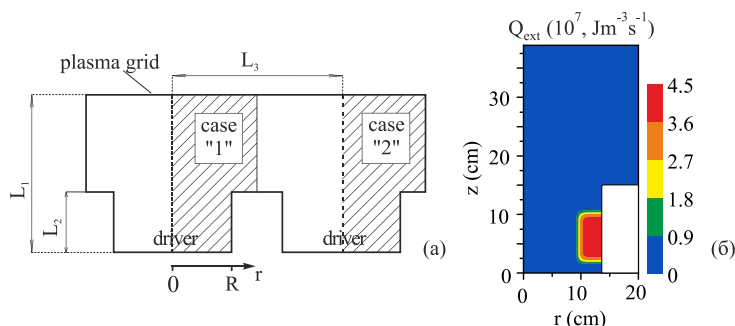 plasma grid
L₃
case
"1"
case
"2"
L₁
L₂
driver
driver
(a)
0
R
r
Q_ext (10⁷, Jm⁻³s⁻¹)
z (cm)
30
20
10
0
0
10
20
r (cm)
4.5
3.6
2.7
1.8
0.9
0
(б)